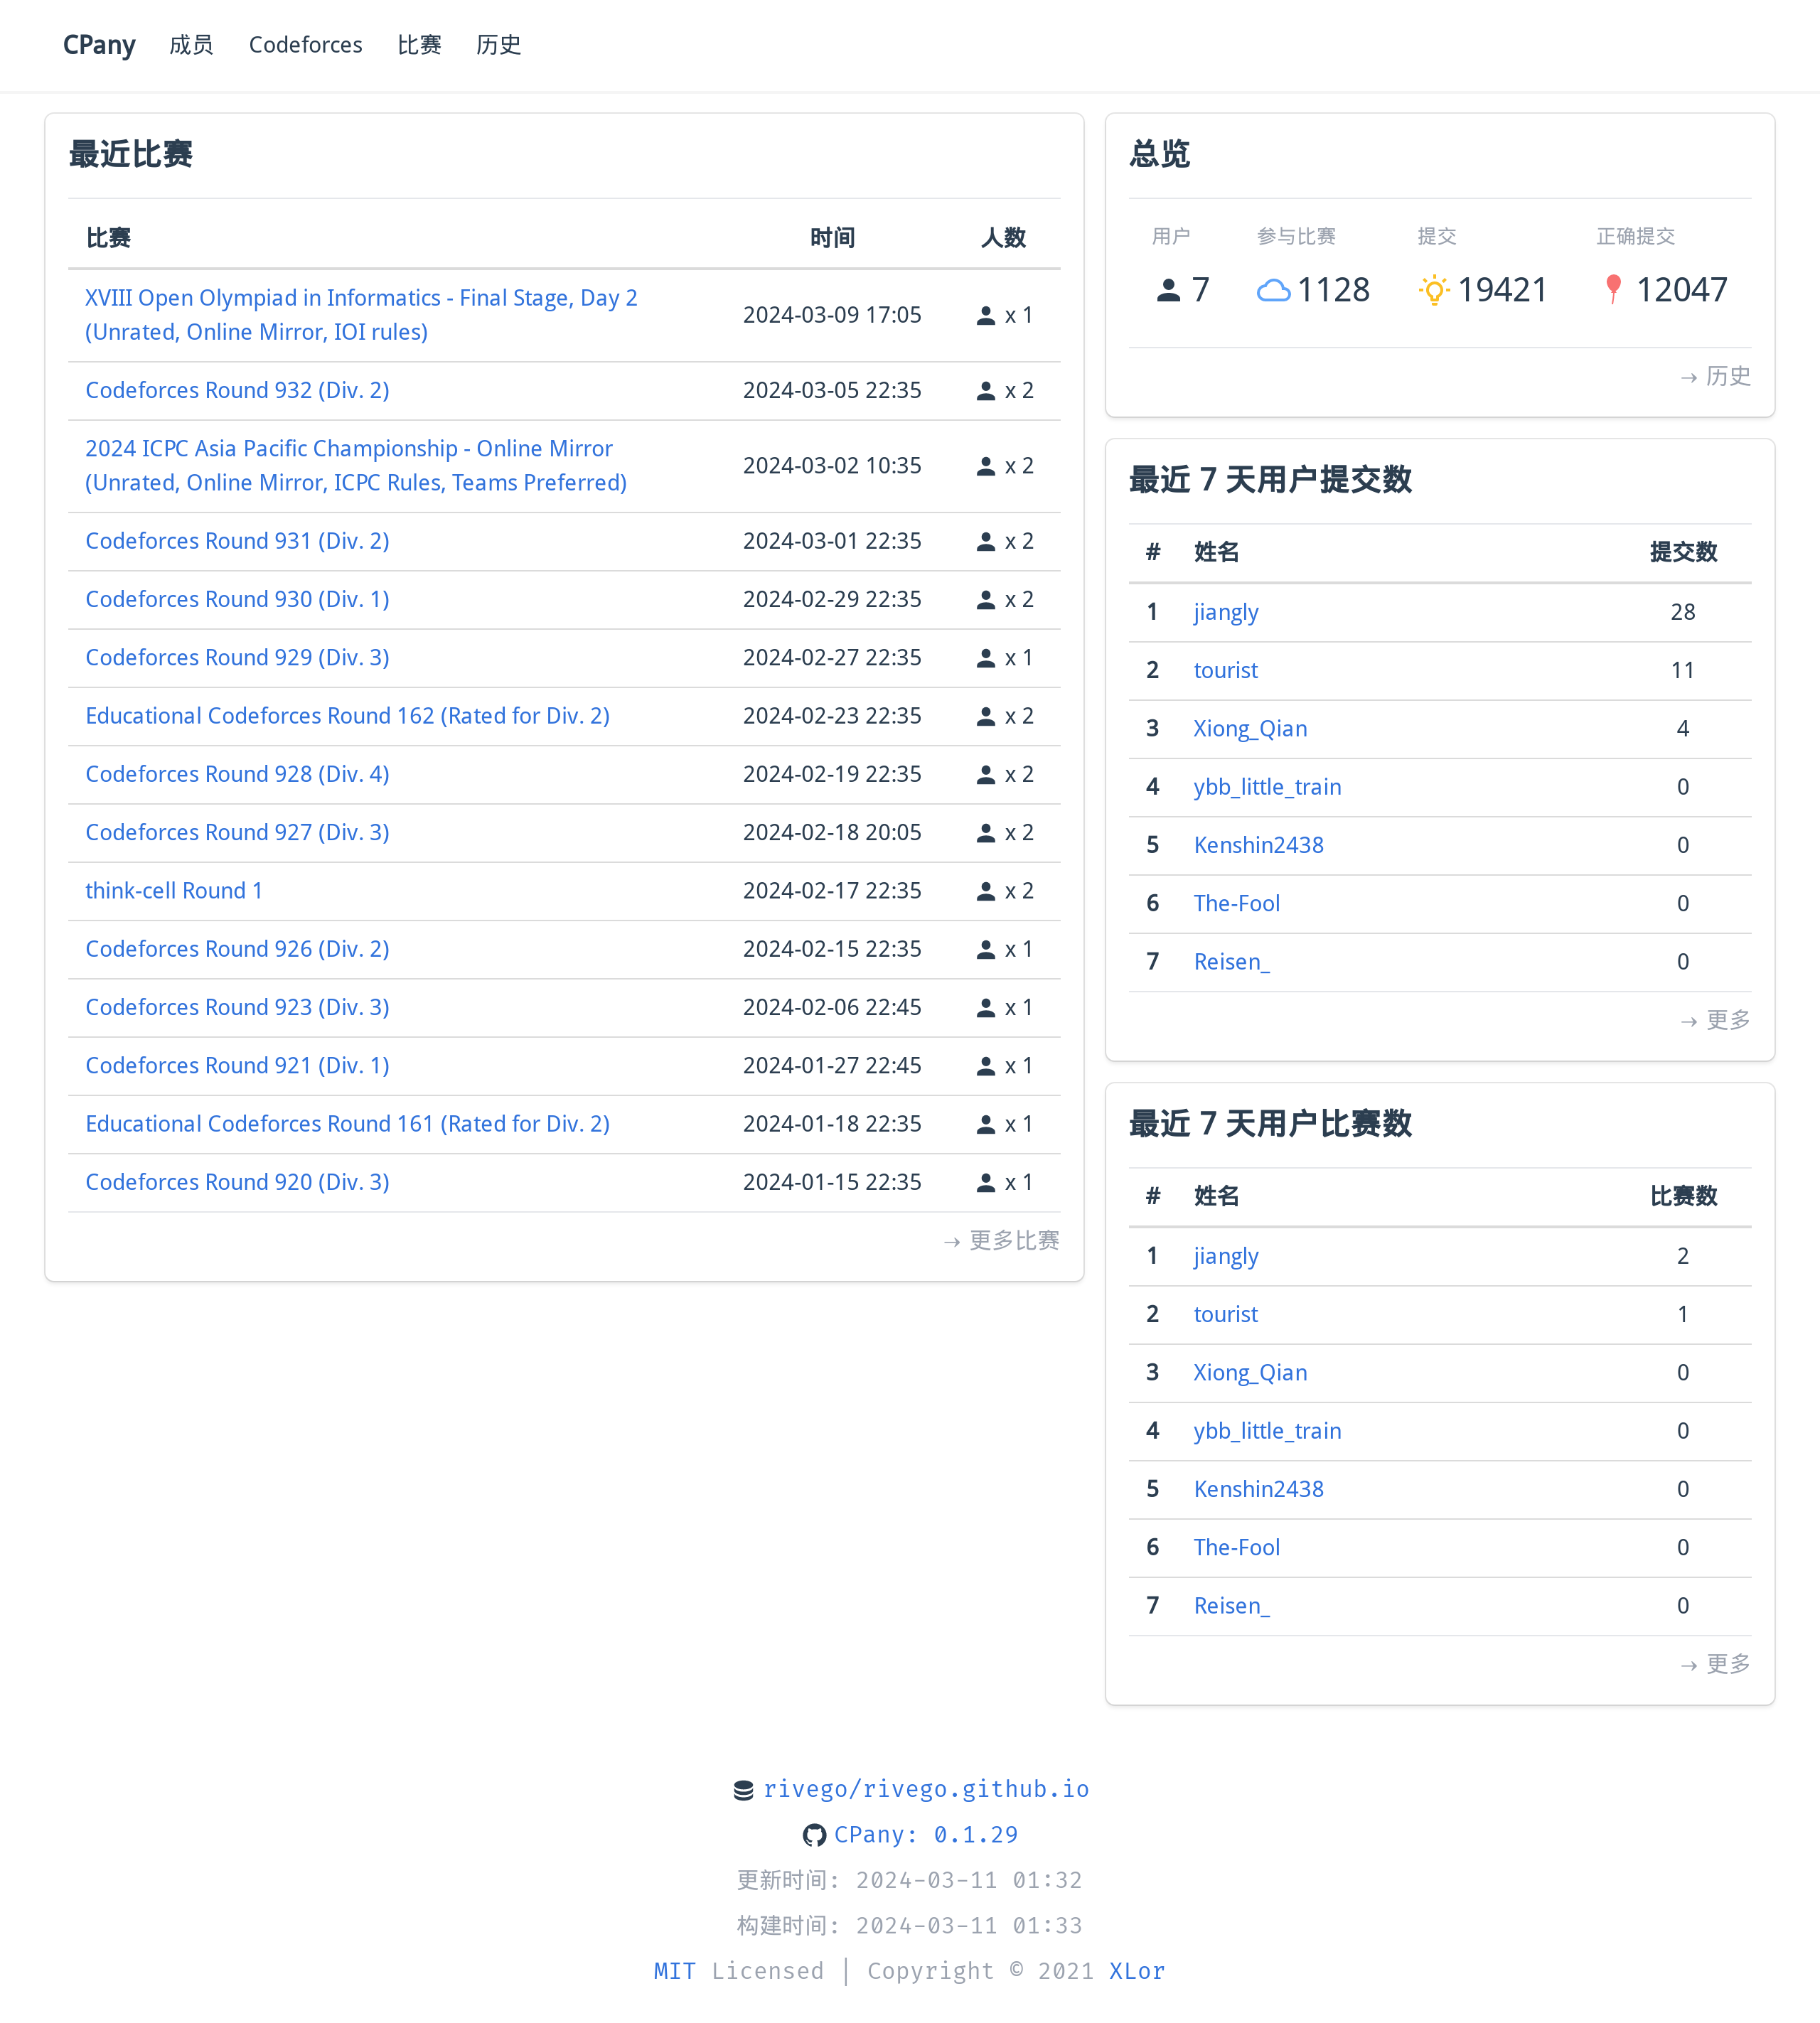 CPany 成员 Codeforces 比赛 历史
最近比赛
比赛 时间 人数
XVIII Open Olympiad in Informatics - Final Stage, Day 2
(Unrated, Online Mirror, IOI rules) 2024-03-09 17:05 x 1
Codeforces Round 932 (Div. 2) 2024-03-05 22:35 x 2
2024 ICPC Asia Pacific Championship - Online Mirror
(Unrated, Online Mirror, ICPC Rules, Teams Preferred) 2024-03-02 10:35 x 2
Codeforces Round 931 (Div. 2) 2024-03-01 22:35 x 2
Codeforces Round 930 (Div. 1) 2024-02-29 22:35 x 2
Codeforces Round 929 (Div. 3) 2024-02-27 22:35 x 1
Educational Codeforces Round 162 (Rated for Div. 2) 2024-02-23 22:35 x 2
Codeforces Round 928 (Div. 4) 2024-02-19 22:35 x 2
Codeforces Round 927 (Div. 3) 2024-02-18 20:05 x 2
think-cell Round 1 2024-02-17 22:35 x 2
Codeforces Round 926 (Div. 2) 2024-02-15 22:35 x 1
Codeforces Round 923 (Div. 3) 2024-02-06 22:45 x 1
Codeforces Round 921 (Div. 1) 2024-01-27 22:45 x 1
Educational Codeforces Round 161 (Rated for Div. 2) 2024-01-18 22:35 x 1
Codeforces Round 920 (Div. 3) 2024-01-15 22:35 x 1
→ 更多比赛
总览
用户 参与比赛 提交 正确提交
7 1128 19421 12047
→ 历史
最近 7 天用户提交数
# 姓名 提交数
1 jiangly 28
2 tourist 11
3 Xiong_Qian 4
4 ybb_little_train 0
5 Kenshin2438 0
6 The-Fool 0
7 Reisen_ 0
→ 更多
最近 7 天用户比赛数
# 姓名 比赛数
1 jiangly 2
2 tourist 1
3 Xiong_Qian 0
4 ybb_little_train 0
5 Kenshin2438 0
6 The-Fool 0
7 Reisen_ 0
→ 更多
rivego/rivego.github.io
CPany: 0.1.29
更新时间: 2024-03-11 01:32
构建时间: 2024-03-11 01:33
MIT Licensed | Copyright © 2021 XLor